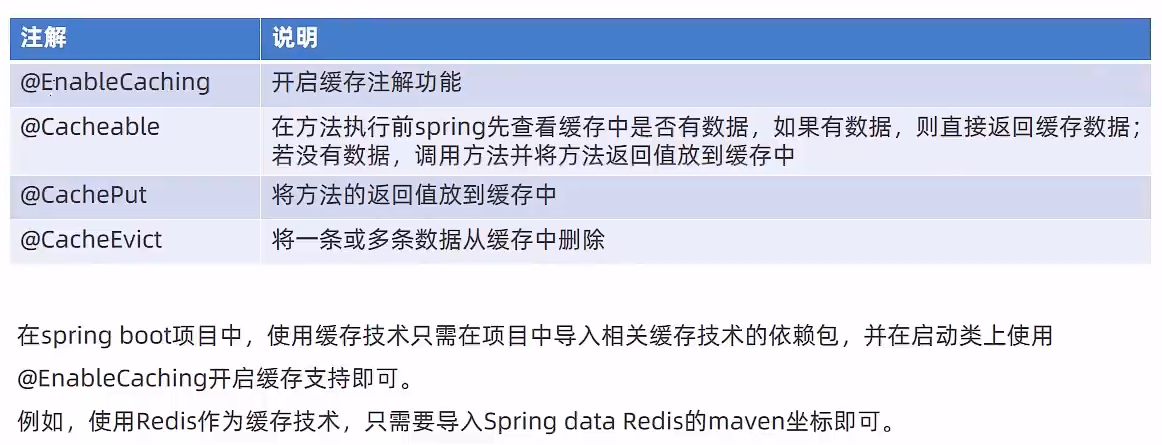 注解 说明
@EnableCaching 开启缓存注解功能
@Cacheable 在方法执行前spring先查看缓存中是否有数据，如果有数据，则直接返回缓存数据；
若没有数据，调用方法并将方法返回值放到缓存中
@CachePut 将方法的返回值放到缓存中
@CacheEvict 将一条或多条数据从缓存中删除
在spring boot项目中，使用缓存技术只需在项目中导入相关缓存技术的依赖包，并在启动类上使用
@EnableCaching开启缓存支持即可。
例如，使用Redis作为缓存技术，只需要导入Spring data Redis的maven坐标即可。